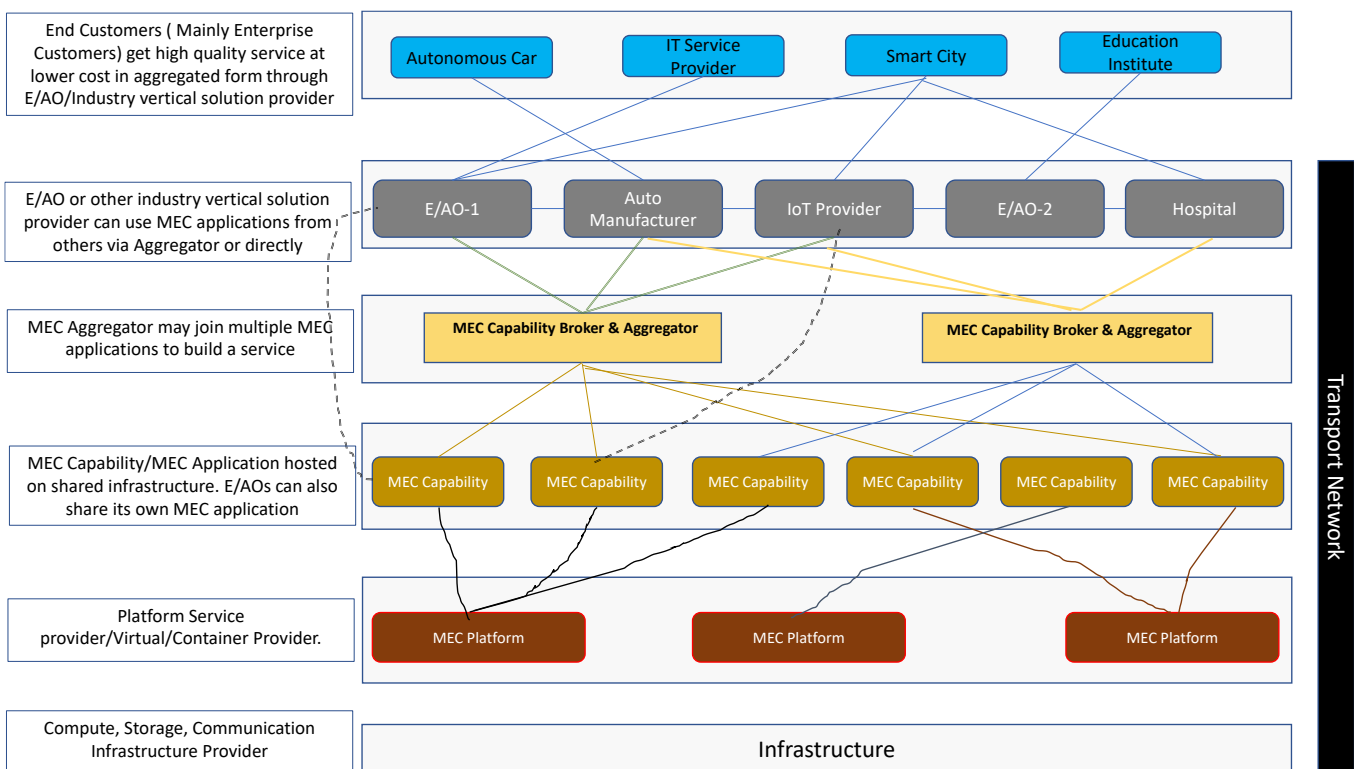 End Customers ( Mainly Enterprise
Customers) get high quality service at
lower cost in aggregated form through
E/AO/Industry vertical solution provider
Autonomous Car
IT Service
Provider
Smart City
Education
Institute
E/AO or other industry vertical solution
provider can use MEC applications from
others via Aggregator or directly
E/AO-1
Auto
Manufacturer
IoT Provider
E/AO-2
Hospital
MEC Aggregator may join multiple MEC
applications to build a service
MEC Capability Broker & Aggregator
MEC Capability Broker & Aggregator
MEC Capability/MEC Application hosted
on shared infrastructure. E/AOs can also
share its own MEC application
MEC Capability
MEC Capability
MEC Capability
MEC Capability
MEC Capability
MEC Capability
Platform Service
provider/Virtual/Container Provider.
MEC Platform
MEC Platform
MEC Platform
Compute, Storage, Communication
Infrastructure Provider
Infrastructure
Transport Network